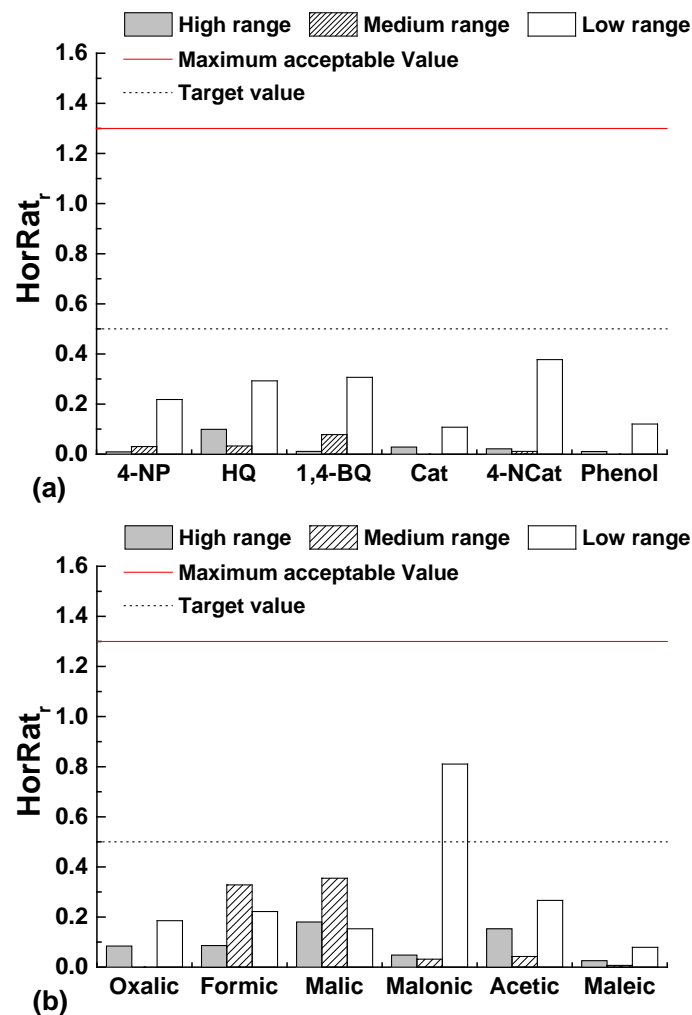 High range Medium range Low range
Maximum acceptable Value
Target value
1.6
1.4
1.2
1.0
0.8
0.6
0.4
0.2
0.0
HorRatr
4-NP HQ 1,4-BQ Cat 4-NCat Phenol
(a)
High range Medium range Low range
Maximum acceptable Value
Target value
1.6
1.4
1.2
1.0
0.8
0.6
0.4
0.2
0.0
HorRatr
Oxalic Formic Malic Malonic Acetic Maleic
(b)